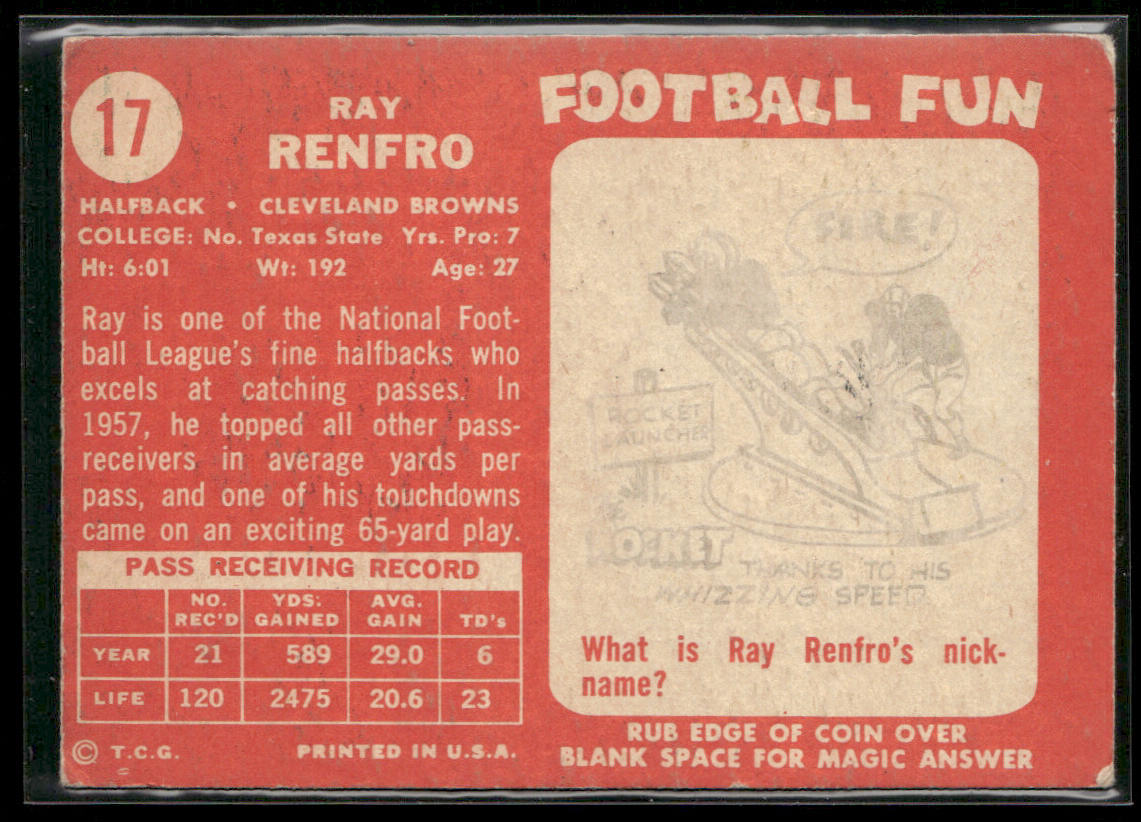 17
RAY
RENFRO
HALFBACK • CLEVELAND BROWNS
COLLEGE: No. Texas State Yrs. Pro: 7
Ht: 6:01 Wt: 192 Age: 27
Ray is one of the National Foot-
ball League's fine halfbacks who
excels at catching passes. In
1957, he topped all other pass-
receivers in average yards per
pass, and one of his touchdowns
came on an exciting 65-yard play.
PASS RECEIVING RECORD
NO. REC'D YDS. GAINED AVG. GAIN TD's
YEAR 21 589 29.0 6
LIFE 120 2475 20.6 23
© T.C.G. PRINTED IN U.S.A.
FOOTBALL FUN
FIRE!
ROCKET
LAUNCHER
ROCKET THANKS TO HIS
WHIZZING SPEED
What is Ray Renfro's nick-
name?
RUB EDGE OF COIN OVER
BLANK SPACE FOR MAGIC ANSWER